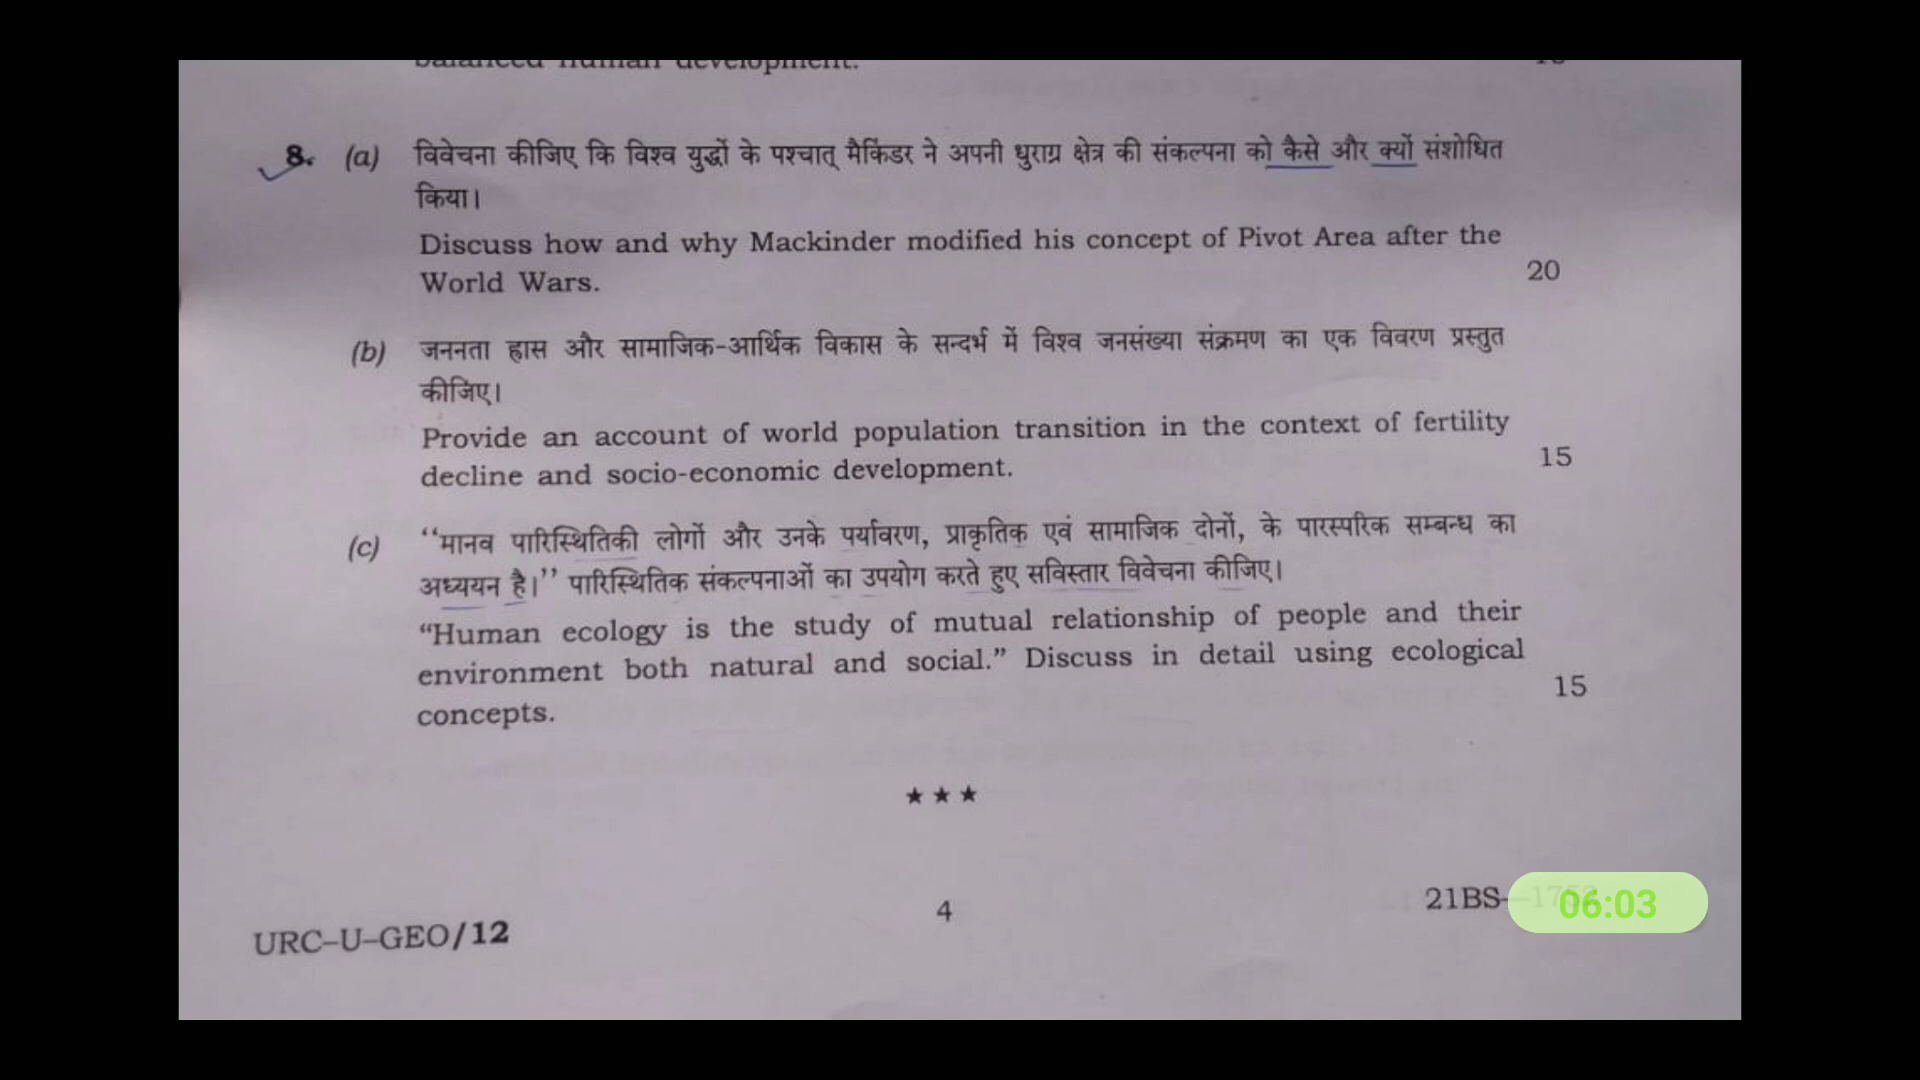 balanced human development.
8. (a) विवेचना कीजिए कि विश्व युद्धों के पश्चात् मैकिंडर ने अपनी धुराग्र क्षेत्र की संकल्पना को कैसे और क्यों संशोधित
किया।
Discuss how and why Mackinder modified his concept of Pivot Area after the
World Wars. 20
(b) जननता ह्रास और सामाजिक-आर्थिक विकास के सन्दर्भ में विश्व जनसंख्या संक्रमण का एक विवरण प्रस्तुत
कीजिए।
Provide an account of world population transition in the context of fertility
decline and socio-economic development. 15
(c) ‘‘मानव पारिस्थितिकी लोगों और उनके पर्यावरण, प्राकृतिक एवं सामाजिक दोनों, के पारस्परिक सम्बन्ध का
अध्ययन है।’’ पारिस्थितिक संकल्पनाओं का उपयोग करते हुए सविस्तार विवेचना कीजिए।
“Human ecology is the study of mutual relationship of people and their
environment both natural and social.” Discuss in detail using ecological
concepts. 15
★ ★ ★
URC–U–GEO/12 4 21BS—
06:03